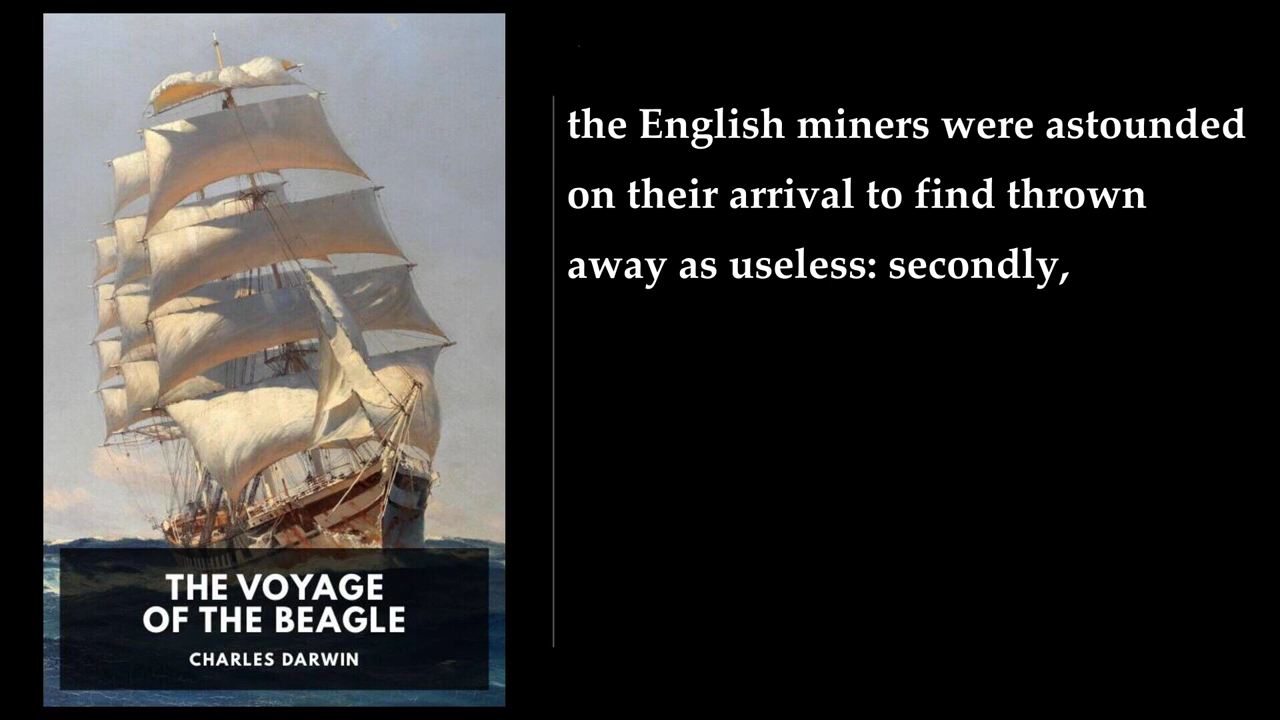 the English miners were astounded
on their arrival to find thrown
away as useless: secondly,
THE VOYAGE
OF THE BEAGLE
CHARLES DARWIN